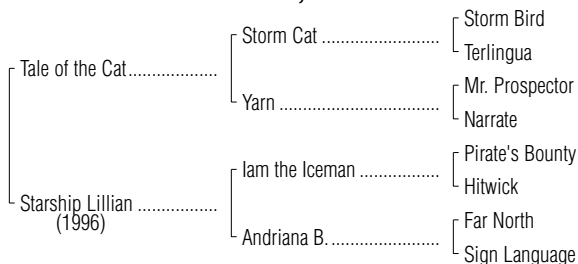 Storm Bird
Storm Cat ........................
Terlingua
Tale of the Cat..................
Mr. Prospector
Yarn ................................
Narrate
Pirate's Bounty
Iam the Iceman ................
Hitwick
Starship Lillian ................
(1996)
Far North
Andriana B. ......................
Sign Language